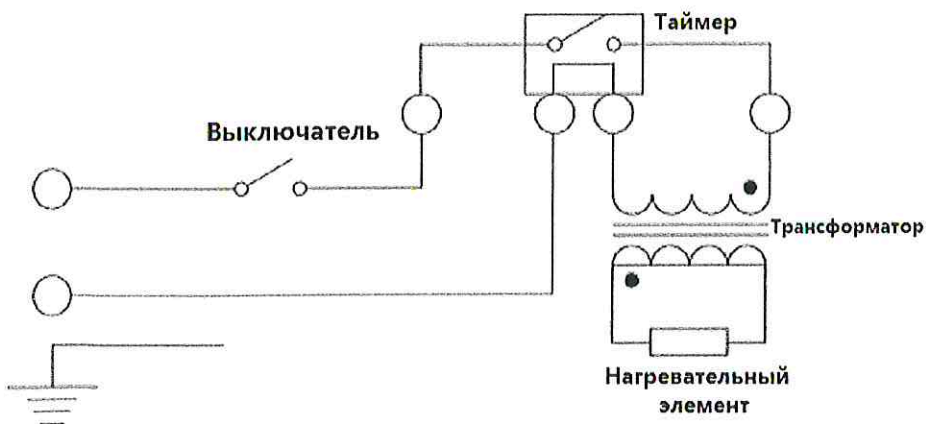 Таймер
Выключатель
Трансформатор
Нагревательный
элемент